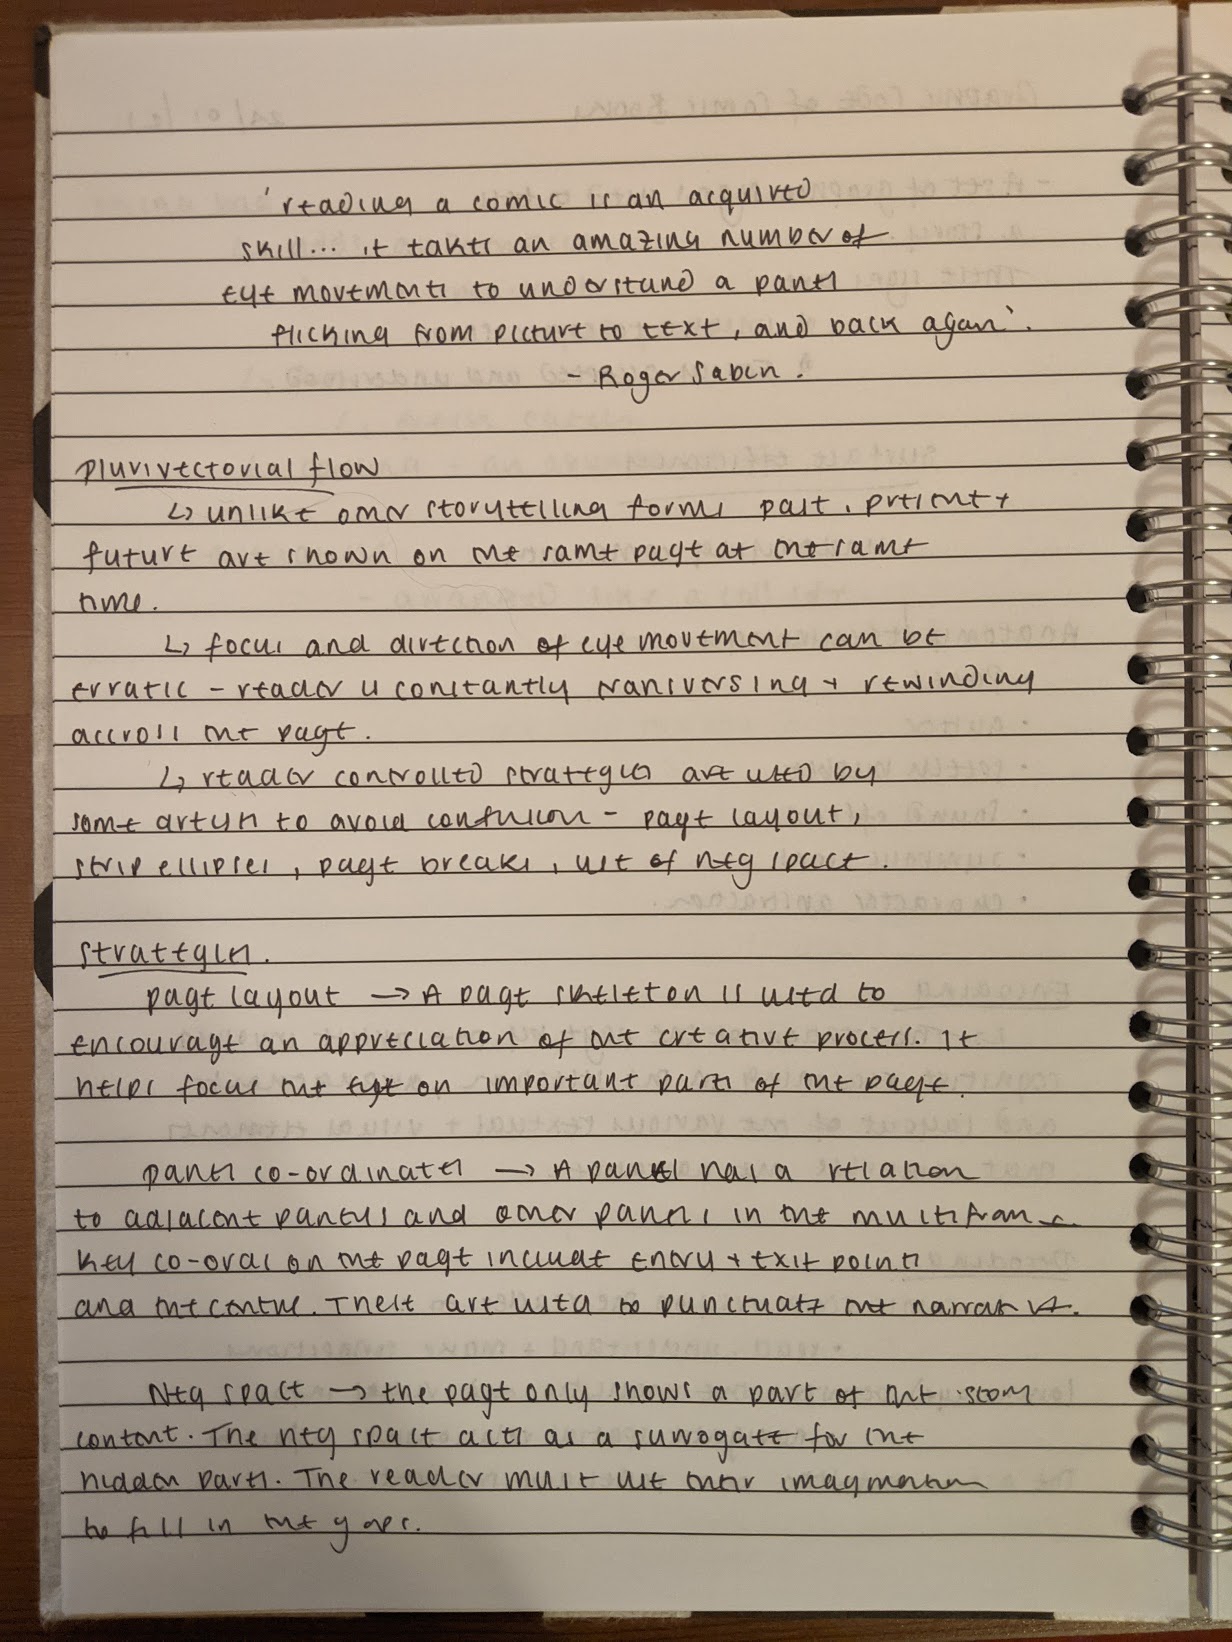 'reading a comic is an acquired
skill... it takes an amazing number of
eye movements to understand a panel
flicking from picture to text, and back again'.
- Roger Sabin.
plurivectorial flow
↳ unlike other storytelling forms past, present +
future are shown on the same page at the same
time.
↳ focus and direction of eye movement can be
erratic - reader is constantly tranversing + rewinding
accross the page.
↳ reader controlled strategies are used by
some artists to avoid confusion - page layout,
strip ellipses, page breaks, use of neg space.
strategies.
page layout → A page skeleton is used to
encourage an appreciation of the creative process. It
helps focus the eye on important parts of the page.
panel co-ordinates → A panel has a relation
to adjacent panels and other panels in the multiframe.
Key co-ords on the page include entry + exit points
and the centre. These are used to punctuate the narrative.
Neg space → the page only shows a part of the story
content. The neg space acts as a surrogate for the
hidden parts. The reader must use their imagination
to fill in the gaps.